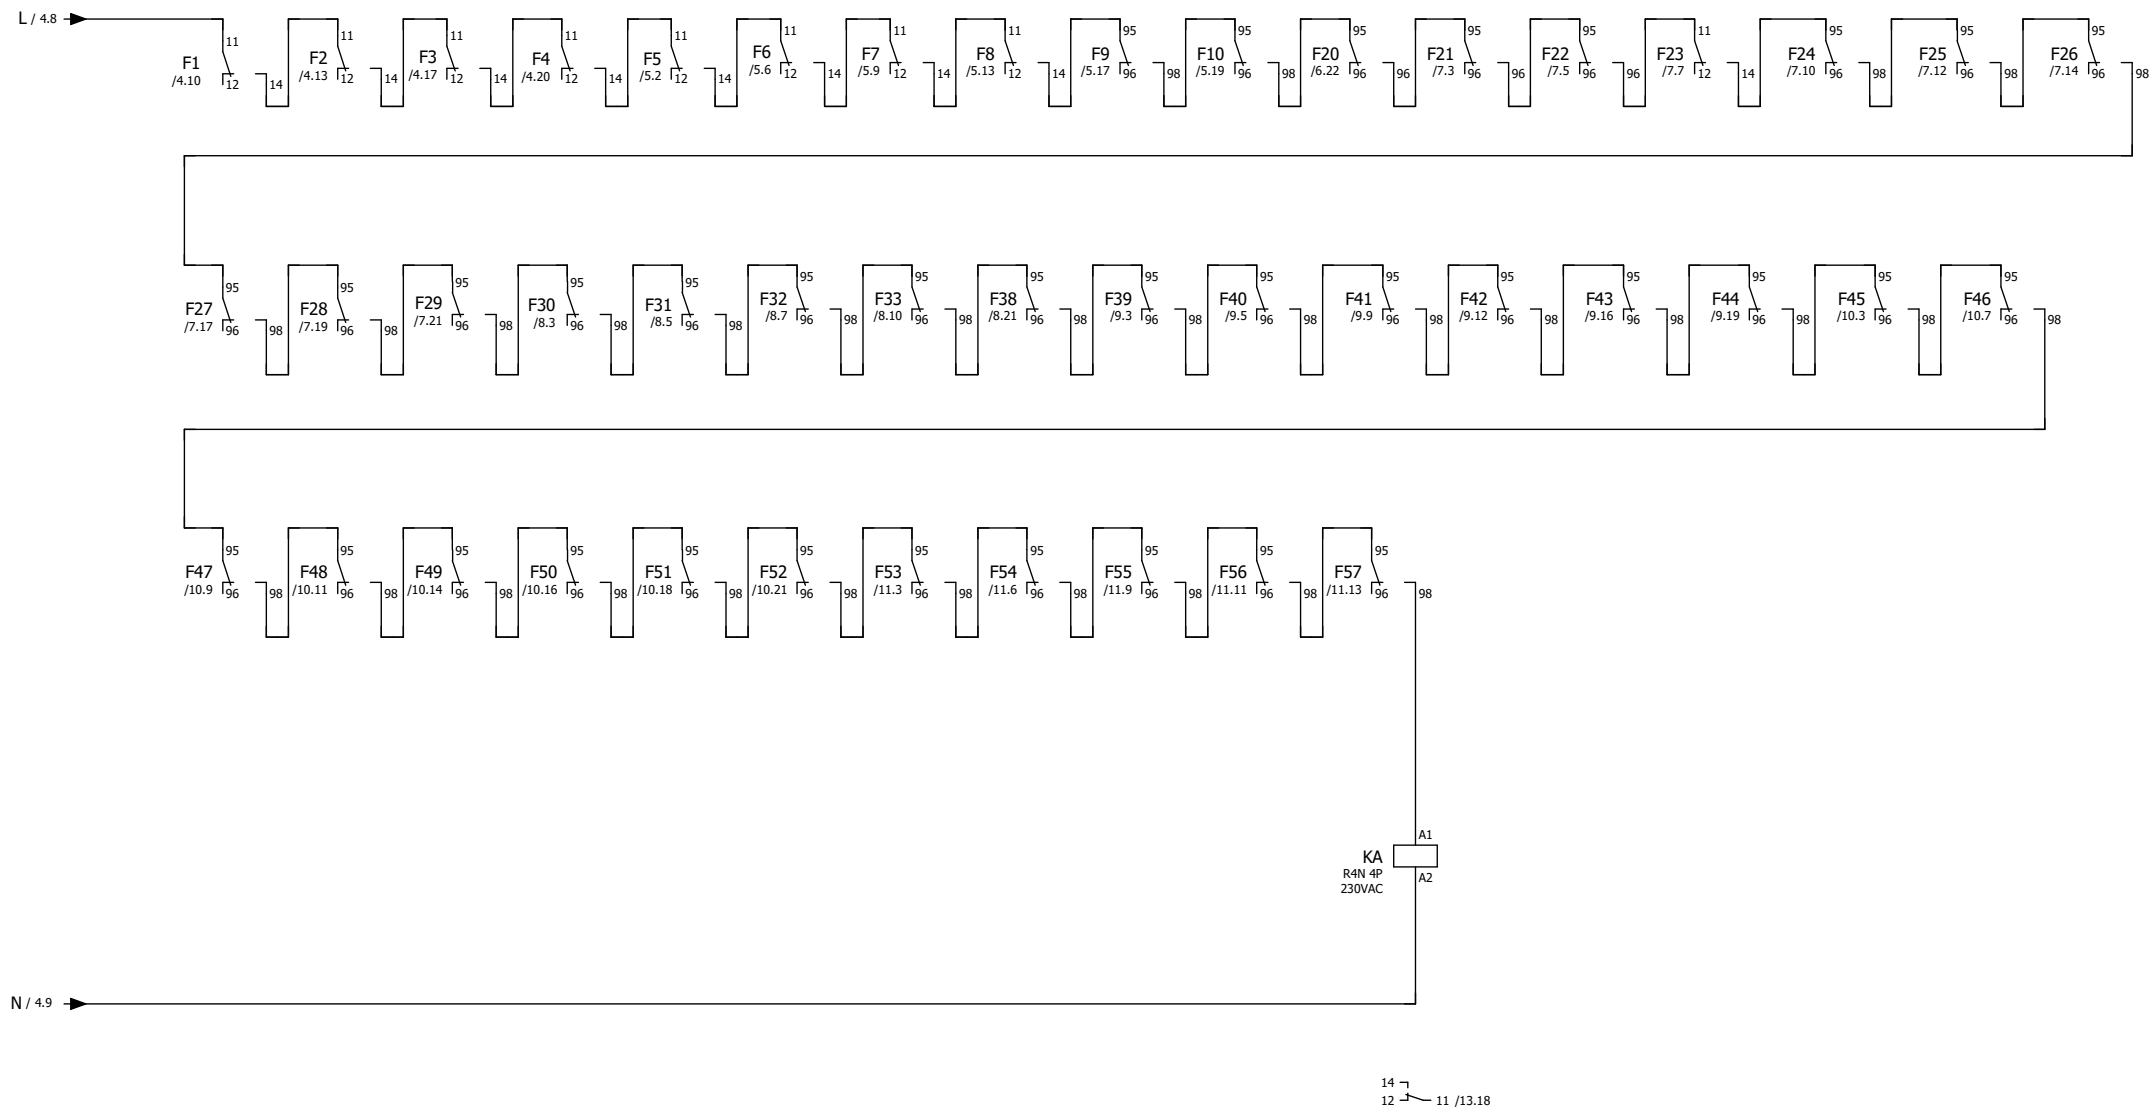 L / 4.8
F1 /4.10 11 12 14
F2 /4.13 11 12 14
F3 /4.17 11 12 14
F4 /4.20 11 12 14
F5 /5.2 11 12 14
F6 /5.6 11 12 14
F7 /5.9 11 12 14
F8 /5.13 11 12 14
F9 /5.17 95 96 98
F10 /5.19 95 96 98
F20 /6.22 95 96 96
F21 /7.3 95 96 96
F22 /7.5 95 96 96
F23 /7.7 11 12 14
F24 /7.10 95 96 98
F25 /7.12 95 96 98
F26 /7.14 95 96 98
F27 /7.17 95 96 98
F28 /7.19 95 96 98
F29 /7.21 95 96 98
F30 /8.3 95 96 98
F31 /8.5 95 96 98
F32 /8.7 95 96 98
F33 /8.10 95 96 98
F38 /8.21 95 96 98
F39 /9.3 95 96 98
F40 /9.5 95 96 98
F41 /9.9 95 96 98
F42 /9.12 95 96 98
F43 /9.16 95 96 98
F44 /9.19 95 96 98
F45 /10.3 95 96 98
F46 /10.7 95 96 98
F47 /10.9 95 96 98
F48 /10.11 95 96 98
F49 /10.14 95 96 98
F50 /10.16 95 96 98
F51 /10.18 95 96 98
F52 /10.21 95 96 98
F53 /11.3 95 96 98
F54 /11.6 95 96 98
F55 /11.9 95 96 98
F56 /11.11 95 96 98
F57 /11.13 95 96 98
A1
KA
R4N 4P
230VAC
A2
N / 4.9
14
12 11 /13.18